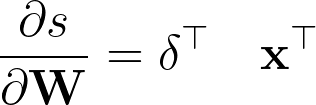 ∂s/∂𝐖 = δ^⊤ 𝐱^⊤